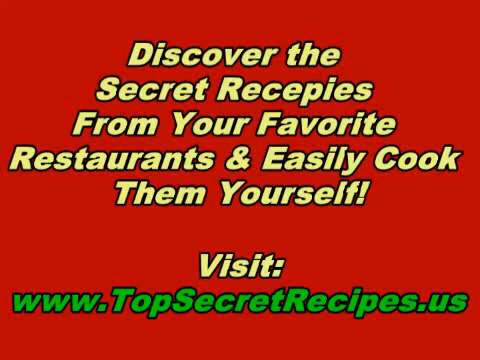 Discover the
Secret Recepies
From Your Favorite
Restaurants & Easily Cook
Them Yourself!
Visit:
www.TopSecretRecipes.us